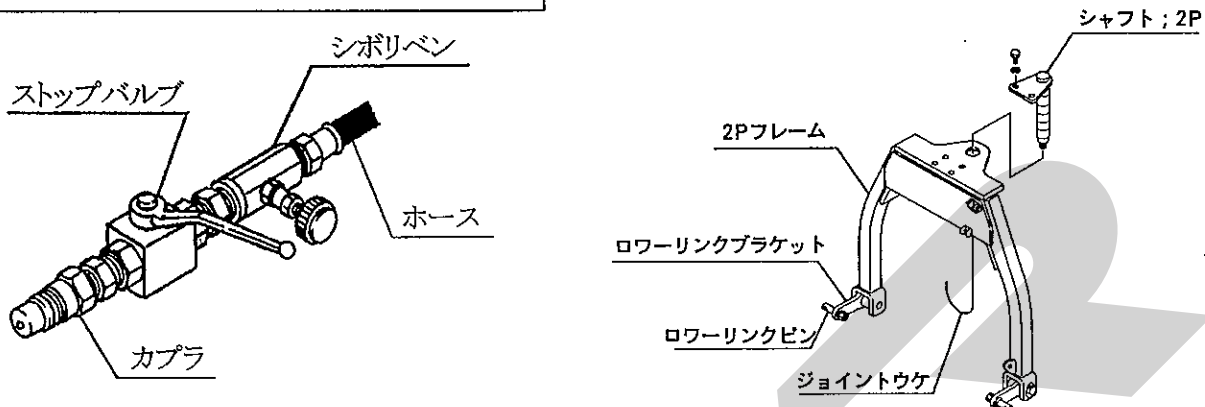 シボリベン
ストップバルブ
ホース
カプラ
シャフト；2P
2Pフレーム
ロワーリンクブラケット
ロワーリンクピン
ジョイントウケ